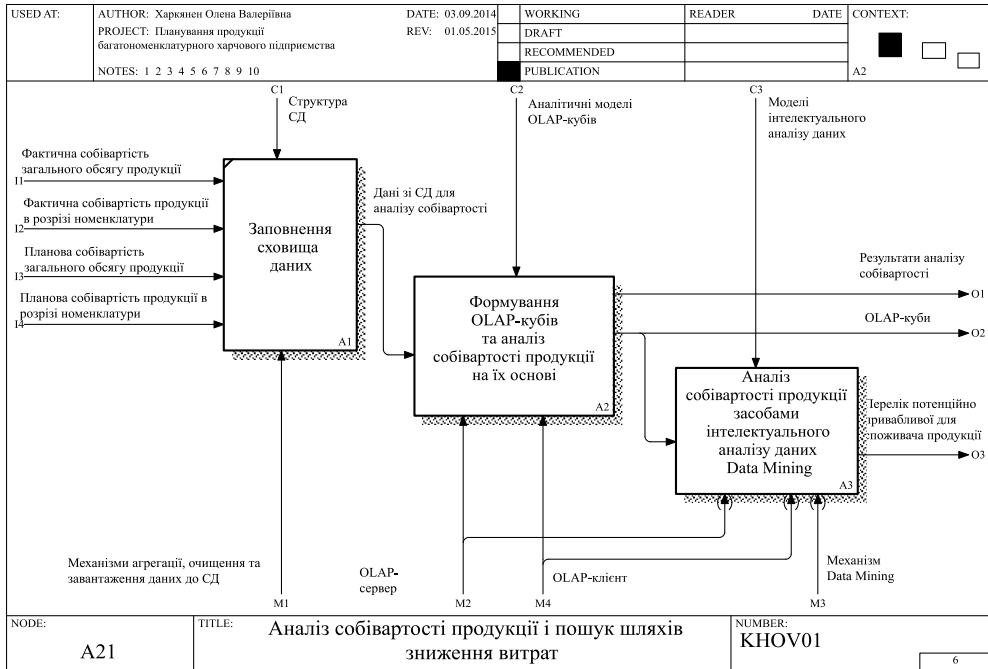 USED AT:
AUTHOR: Харкянен Олена Валеріївна
DATE: 03.09.2014
PROJECT: Планування продукції
багатономенклатурного харчового підприємства
REV: 01.05.2015
NOTES: 1 2 3 4 5 6 7 8 9 10
WORKING
DRAFT
RECOMMENDED
PUBLICATION
READER DATE
CONTEXT:
A2
C1
Структура
СД
C2
Аналітичні моделі
OLAP-кубів
C3
Моделі
інтелектуального
аналізу даних
Фактична собівартість
загального обсягу продукції
I1
Фактична собівартість продукції
в розрізі номенклатури
I2
Планова собівартість
загального обсягу продукції
I3
Планова собівартість продукції в
розрізі номенклатури
I4
Заповнення
сховища
даних
A1
Дані зі СД для
аналізу собівартості
Формування
OLAP-кубів
та аналіз
собівартості продукції
на їх основі
A2
Результати аналізу
собівартості
O1
OLAP-куби
O2
Аналіз
собівартості продукції
засобами
інтелектуального
аналізу даних
Data Mining
A3
Перелік потенційно
привабливої для
споживача продукції
O3
Механізми агрегації, очищення та
завантаження даних до СД
M1
OLAP-
сервер
M2
OLAP-клієнт
M4
Механізм
Data Mining
M3
NODE:
A21
TITLE:
Аналіз собівартості продукції і пошук шляхів
зниження витрат
NUMBER:
KHOV01
6